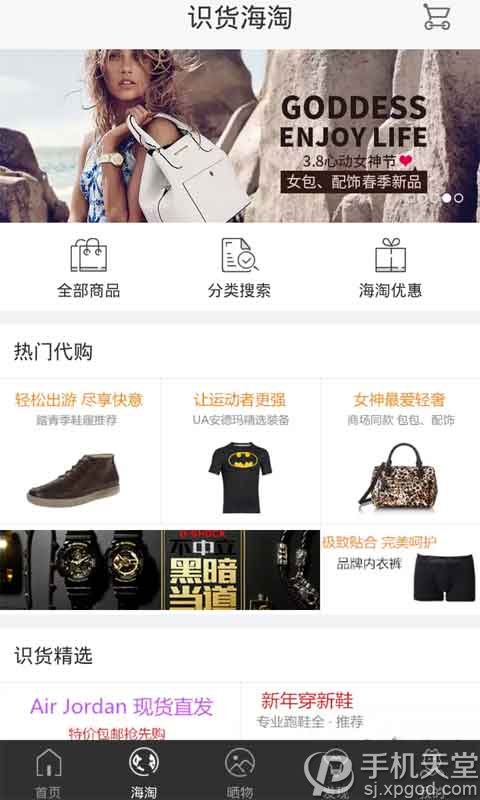 识货海淘
GODDESS
ENJOY LIFE
3.8心动女神节
女包、配饰春季新品
全部商品
分类搜索
海淘优惠
热门代购
轻松出游 尽享快意
踏青季鞋履推荐
让运动者更强
UA安德玛精选装备
女神最爱轻奢
商场同款 包包、配饰
G-SHOCK
不中立
黑暗
当道
极致贴合 完美呵护
品牌内衣裤
识货精选
Air Jordan 现货直发
特价包邮抢先购
新年穿新鞋
专业跑鞋全·推荐
首页
海淘
晒物
发现
手机天堂
sj.xpgod.com